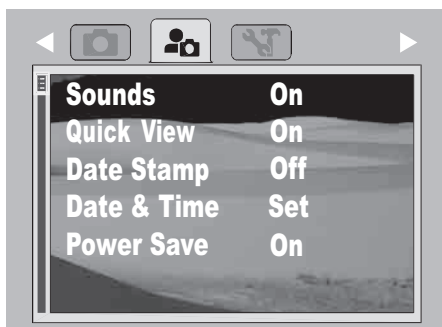 Sounds On
Quick View On
Date Stamp Off
Date & Time Set
Power Save On